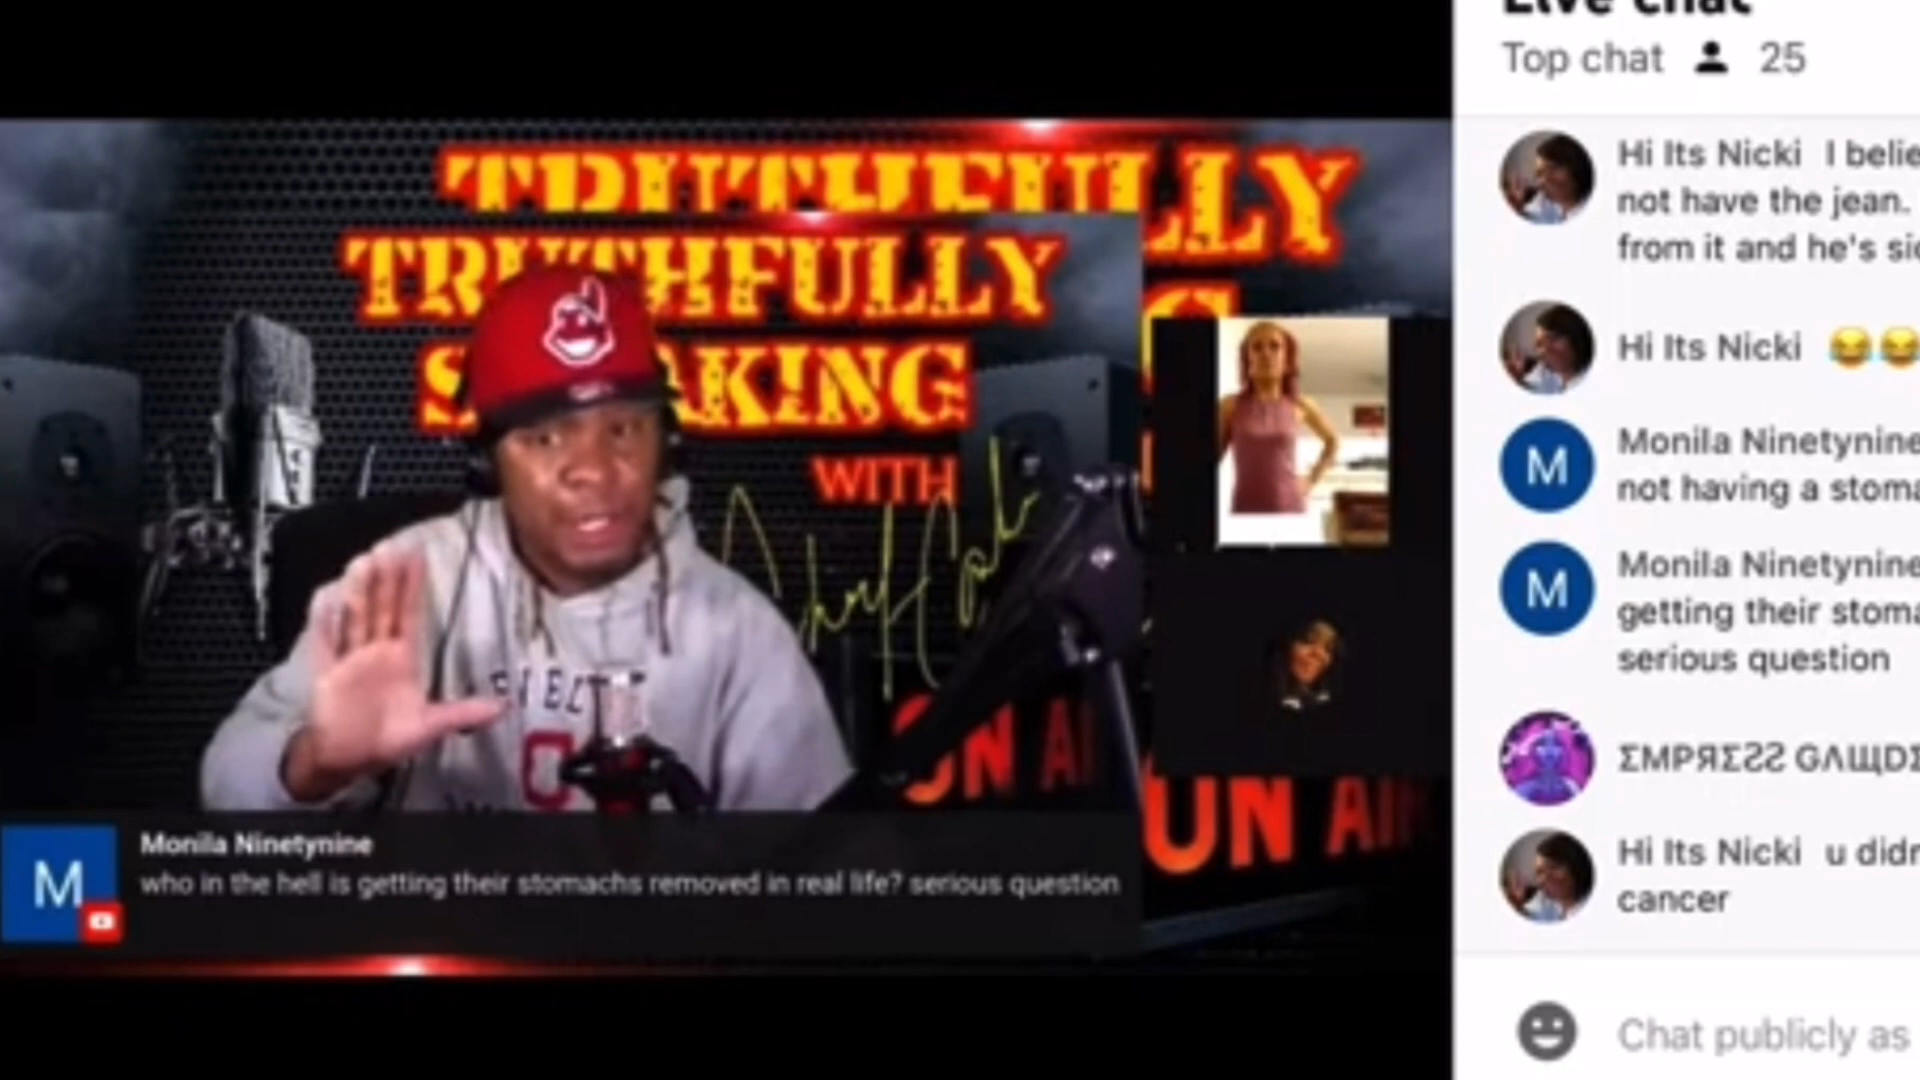 Live chat
Top chat 25
TRUTHFULLY
TRUTHFULLY
SPEAKING
WITH
ON AIR
ON AIR
M
Monila Ninetynine
who in the hell is getting their stomachs removed in real life? serious question
Hi Its Nicki I belie
not have the jean.
from it and he's sic
Hi Its Nicki 😂😂
M
Monila Ninetynine
not having a stoma
M
Monila Ninetynine
getting their stoma
serious question
ΣMPЯΣƧƧ GΛЩDΣ
Hi Its Nicki u didn
cancer
Chat publicly as